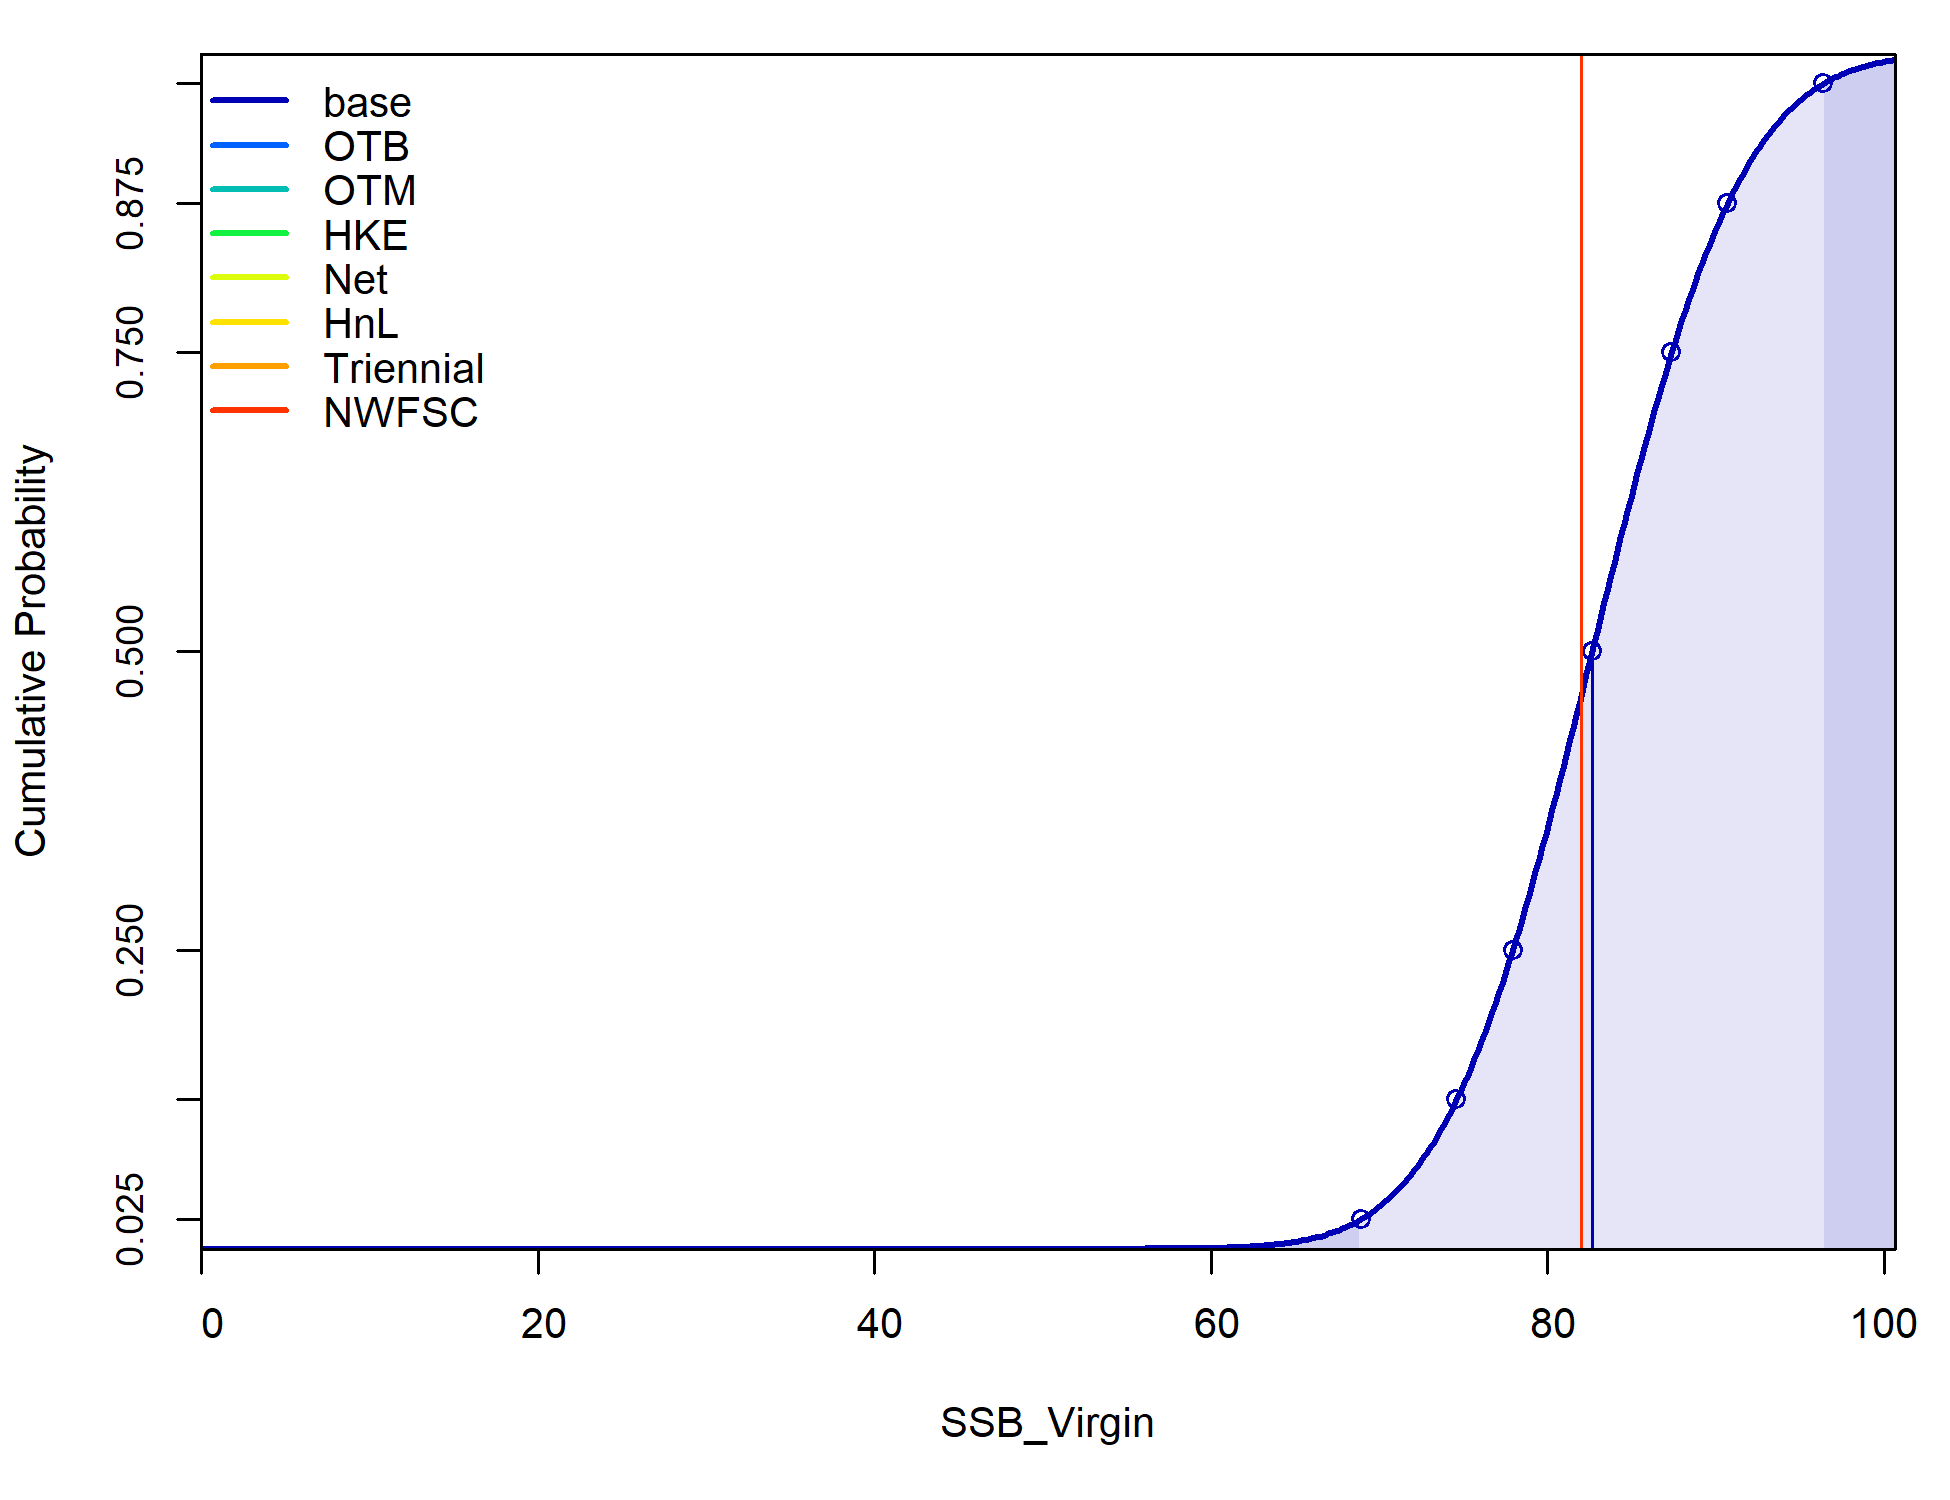 base
OTB
OTM
HKE
Net
HnL
Triennial
NWFSC
Cumulative Probability
0.875
0.750
0.500
0.250
0.025
0 20 40 60 80 100
SSB_Virgin